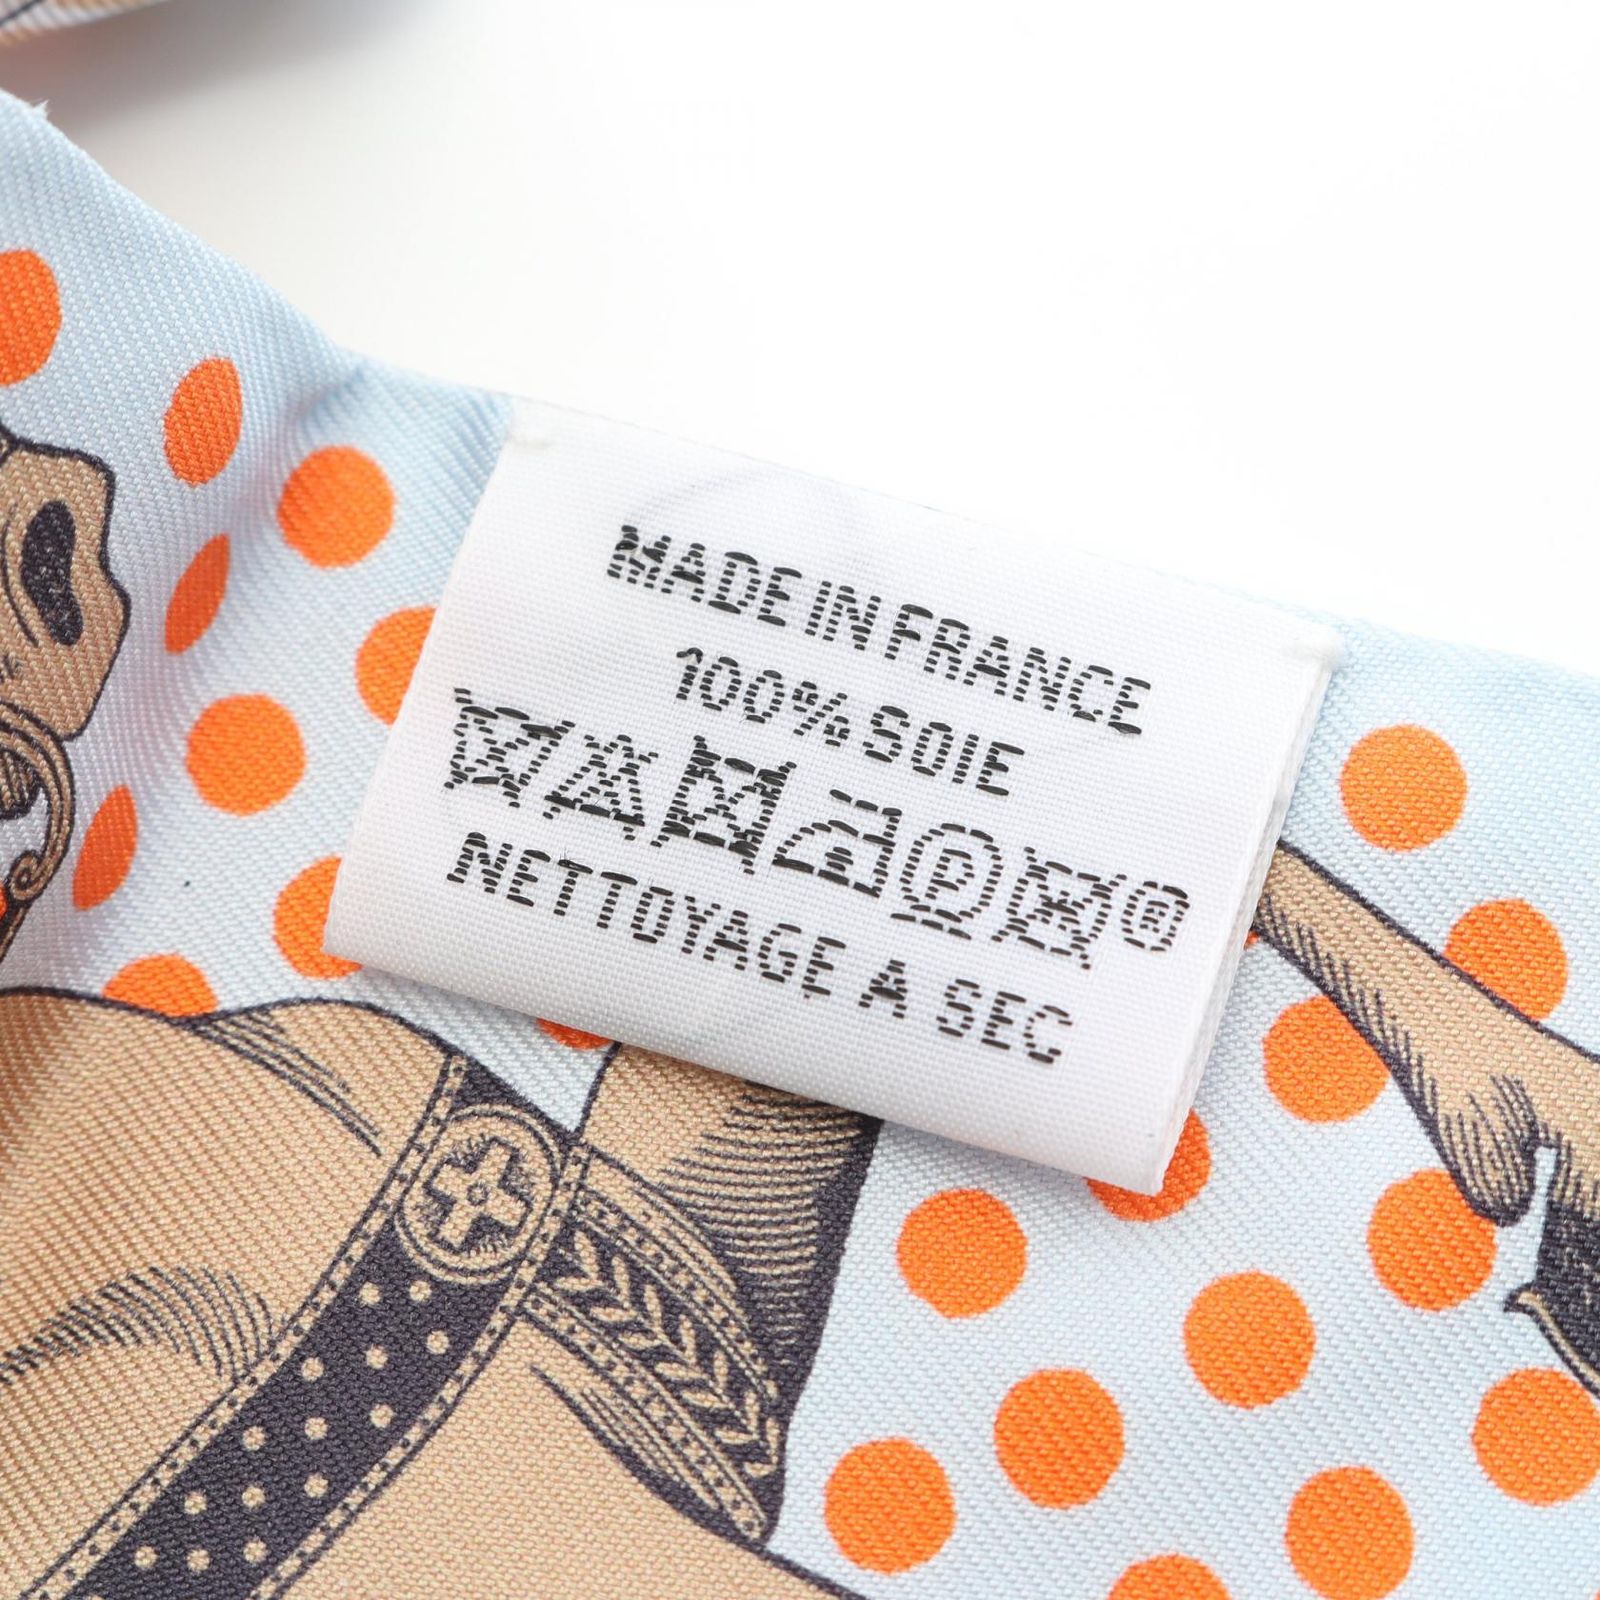 MADE IN FRANCE
100% SOIE
P ®
NETTOYAGE A SEC